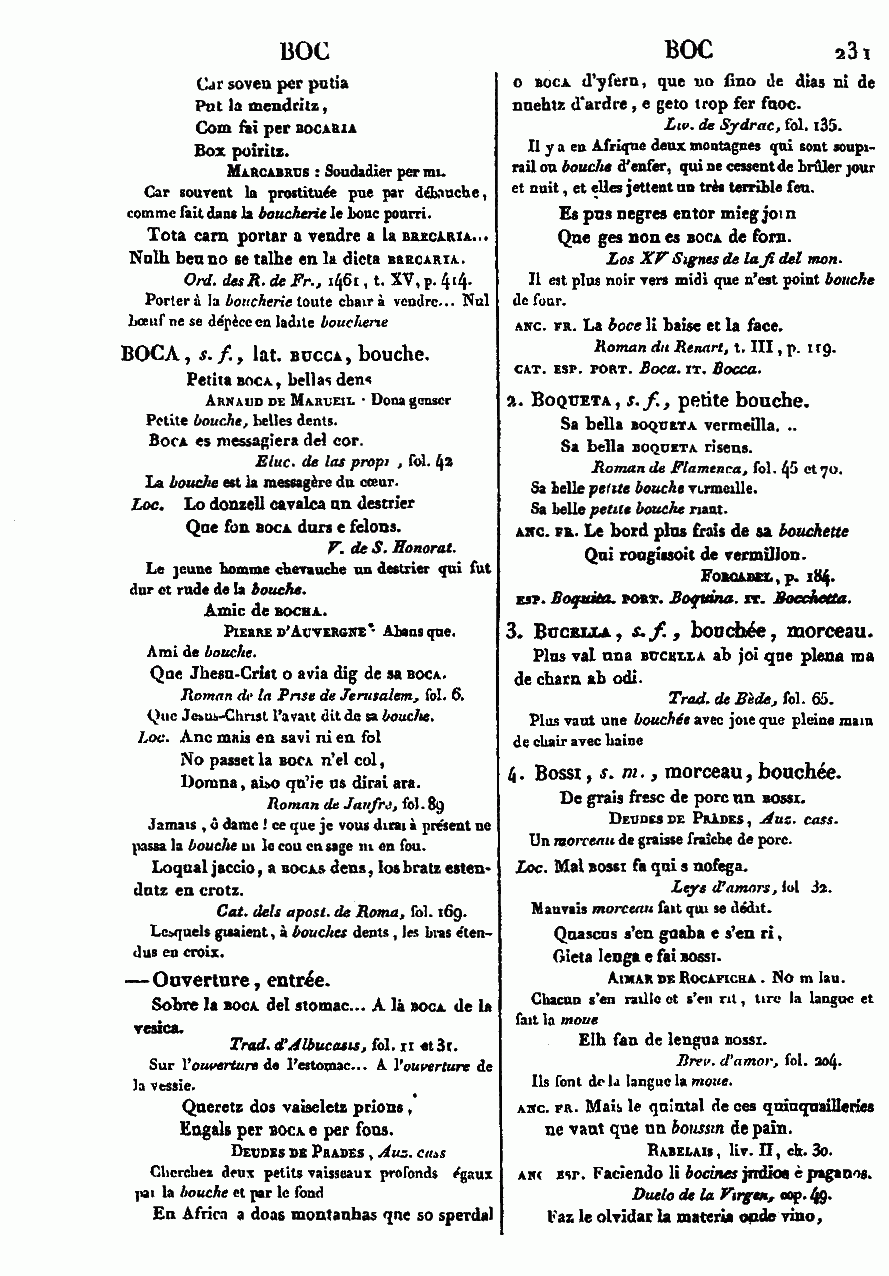 BOC
BOC 231
Car soven per putia
Put la mendritz,
Com fai per BOCARIA
Box poiritz.
MARCABRUS : Soudadier per mi.
Car souvent la prostituée pue par débauche,
comme fait dans la boucherie le bouc pourri.
Tota carn portar a vendre a la BRECARIA...
Nulh beu no se talhe en la dicta BRECARIA.
Ord. des R. de Fr., 1461, t. XV, p. 414.
Porter à la boucherie toute chair à vendre... Nul
bœuf ne se dépèce en ladite boucherie
BOCA, s. f., lat. BUCCA, bouche.
Petita BOCA, bellas dens
ARNAUD DE MARUEIL · Dona genser
Petite bouche, belles dents.
BOCA es messagiera del cor.
Eluc. de las propi , fol. 42
La bouche est la messagère du cœur.
Loc. Lo donzell cavalca un destrier
Que fon BOCA durs e felons.
V. de S. Honorat.
Le jeune homme chevauche un destrier qui fut
dur et rude de la bouche.
Amic de BOCHA.
PIERRE D'AUVERGNE : Abans que.
Ami de bouche.
Que Jhesu-Crist o avia dig de sa BOCA.
Roman de la Prise de Jerusalem, fol. 6.
Que Jesus-Christ l'avait dit de sa bouche.
Loc. Anc mais en savi ni en fol
No passet la BOCA n'el col,
Domna, aiso qu'ie us dirai ara.
Roman de Jaufre, fol. 89
Jamais, ô dame ! ce que je vous dirai à présent ne
passa la bouche ni le cou en sage ni en fou.
Loqual jaccio, a BOCAS dens, los bratz esten-
dutz en crotz.
Cat. dels apost. de Roma, fol. 169.
Lesquels gisaient, à bouches dents, les bras éten-
dus en croix.
— Ouverture, entrée.
Sobre la BOCA del stomac... A la BOCA de la
vesica.
Trad. d'Albucasis, fol. 11 et 31.
Sur l'ouverture de l'estomac... A l'ouverture de
la vessie.
Queretz dos vaiseletz prions,
Engals per BOCA e per fons.
DEUDES DE PRADES, Auz. cass
Cherchez deux petits vaisseaux profonds égaux
par la bouche et par le fond
En Africa a doas montanhas que so sperdal
o BOCA d'yfern, que no fino de dias ni de
nuehtz d'ardre, e geto trop fer fuoc.
Liv. de Sydrac, fol. 135.
Il y a en Afrique deux montagnes qui sont soupi-
rail ou bouche d'enfer, qui ne cessent de brûler jour
et nuit, et elles jettent un très terrible feu.
Es pus negres entor mieg join
Que ges non es BOCA de forn.
Los XV Signes de la fi del mon.
Il est plus noir vers midi que n'est point bouche
de four.
ANC. FR. La boce li baise et la face.
Roman du Renart, t. III, p. 119.
CAT. ESP. PORT. Boca. IT. Bocca.
2. BOQUETA, s. f., petite bouche.
Sa bella BOQUETA vermeilla. ..
Sa bella BOQUETA risens.
Roman de Flamenca, fol. 45 et 70.
Sa belle petite bouche vermeille.
Sa belle petite bouche riant.
ANC. FR. Le bord plus frais de sa bouchette
Qui rougissoit de vermillon.
FORCADEL, p. 184.
ESP. Boquita. PORT. Boquina. IT. Bocchetta.
3. BUCELLA, s. f., bouchée, morceau.
Plus val una BUCELLA ab joi que plena ma
de charn ab odi.
Trad. de Bède, fol. 65.
Plus vaut une bouchée avec joie que pleine main
de chair avec haine
4. BOSSI, s. m., morceau, bouchée.
De grais fresc de porc un BOSSI.
DEUDES DE PRADES, Auz. cass.
Un morceau de graisse fraîche de porc.
Loc. Mal BOSSI fa qui s nofega.
Leys d'amors, fol 32.
Mauvais morceau fait qui se dédit.
Quascus s'en guaba e s'en ri,
Gieta lenga e fai BOSSI.
AIMAR DE ROCAFICHA. No m lau.
Chacun s'en raille et s'en rit, tire la langue et
fait la moue
Elh fan de lengua BOSSI.
Brev. d'amor, fol. 204.
Ils font de la langue la moue.
ANC. FR. Mais le quintal de ces quinquailleries
ne vaut que un boussin de pain.
RABELAIS, liv. II, ch. 30.
ANC ESP. Faciendo li bocines judios è paganos.
Duelo de la Virgen, cop. 49.
Faz le olvidar la materia onde vino,